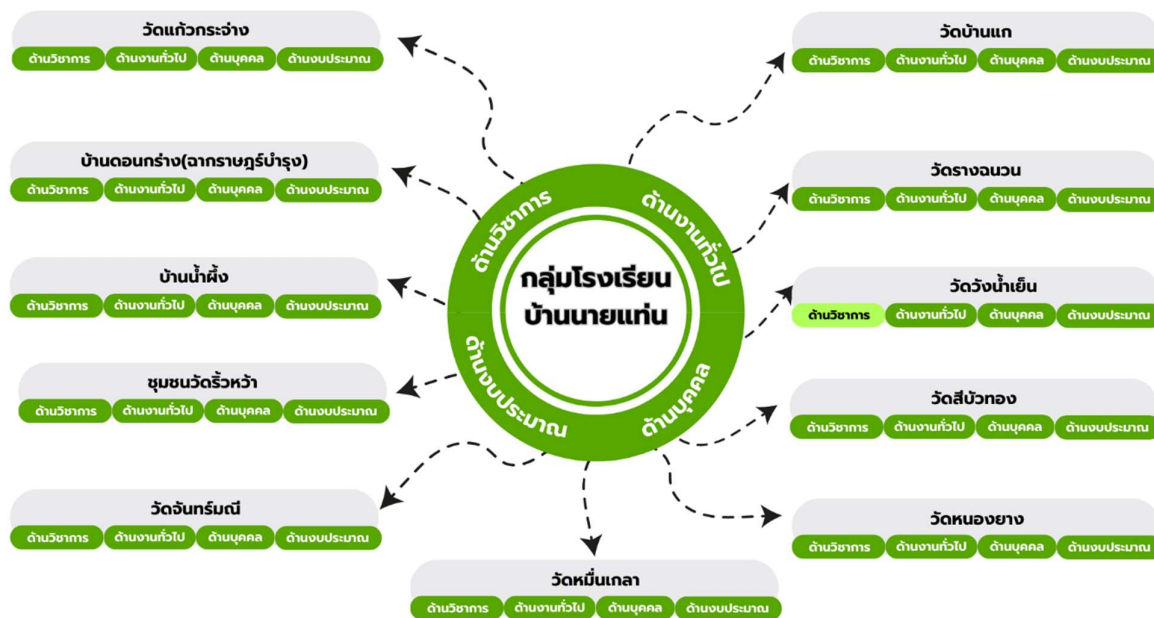 วัดแก้วกระจ่าง
ด้านวิชาการ ด้านงานทั่วไป ด้านบุคคล ด้านงบประมาณ
บ้านดอนกร่าง(ฉากราษฎร์บำรุง)
ด้านวิชาการ ด้านงานทั่วไป ด้านบุคคล ด้านงบประมาณ
บ้านน้ำผึ้ง
ด้านวิชาการ ด้านงานทั่วไป ด้านบุคคล ด้านงบประมาณ
ชุมชนวัดริ้วหว้า
ด้านวิชาการ ด้านงานทั่วไป ด้านบุคคล ด้านงบประมาณ
วัดจันทร์มณี
ด้านวิชาการ ด้านงานทั่วไป ด้านบุคคล ด้านงบประมาณ
ด้านวิชาการ
ด้านงานทั่วไป
กลุ่มโรงเรียน
บ้านนายแท่น
ด้านงบประมาณ
ด้านบุคคล
วัดหมื่นเกลา
ด้านวิชาการ ด้านงานทั่วไป ด้านบุคคล ด้านงบประมาณ
วัดบ้านแก
ด้านวิชาการ ด้านงานทั่วไป ด้านบุคคล ด้านงบประมาณ
วัดรางฉนวน
ด้านวิชาการ ด้านงานทั่วไป ด้านบุคคล ด้านงบประมาณ
วัดวังน้ำเย็น
ด้านวิชาการ ด้านงานทั่วไป ด้านบุคคล ด้านงบประมาณ
วัดสีบัวทอง
ด้านวิชาการ ด้านงานทั่วไป ด้านบุคคล ด้านงบประมาณ
วัดหนองยาง
ด้านวิชาการ ด้านงานทั่วไป ด้านบุคคล ด้านงบประมาณ